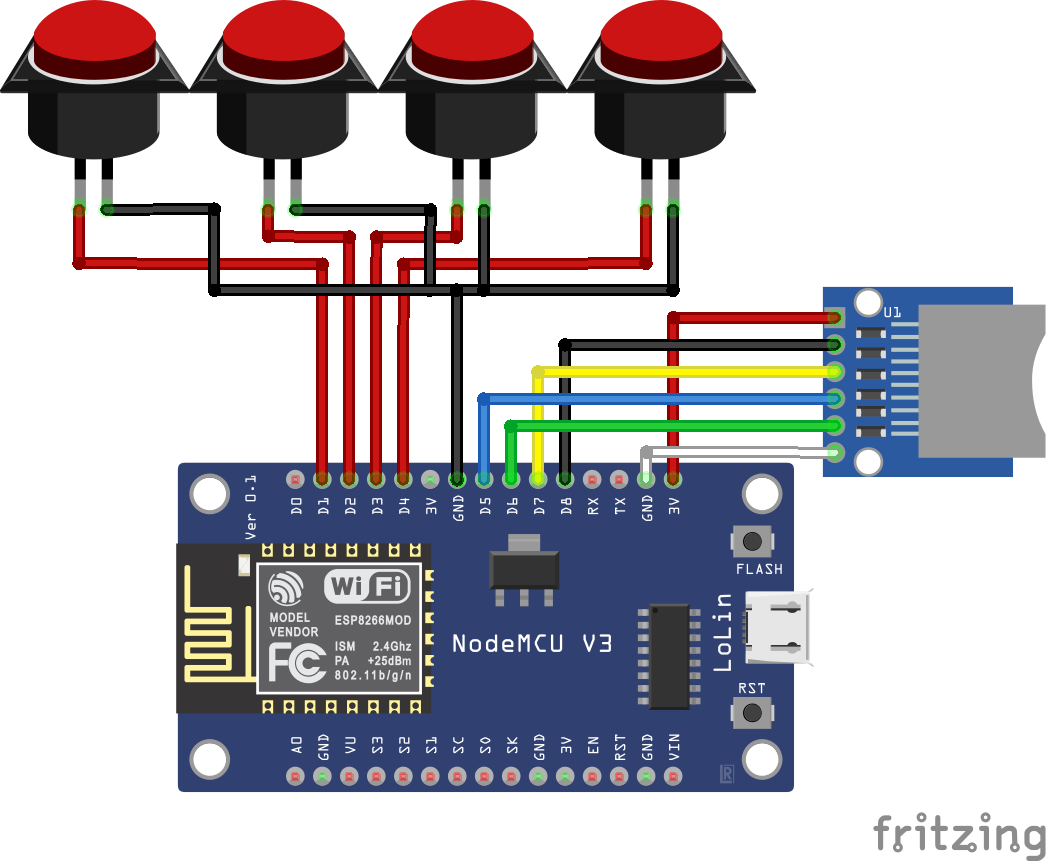 U1
Ver 0.1
D0 D1 D2 D3 D4 3V GND D5 D6 D7 D8 RX TX GND 3V
FLASH
WiFi
MODEL
VENDOR
ESP8266MOD
FC
ISM 2.4Ghz
PA +25dBm
802.11b/g/n
NodeMCU V3
LoLin
RST
A0 GND VU S3 S2 S1 SC S0 SK GND 3V EN RST GND VIN
LR
fritzing